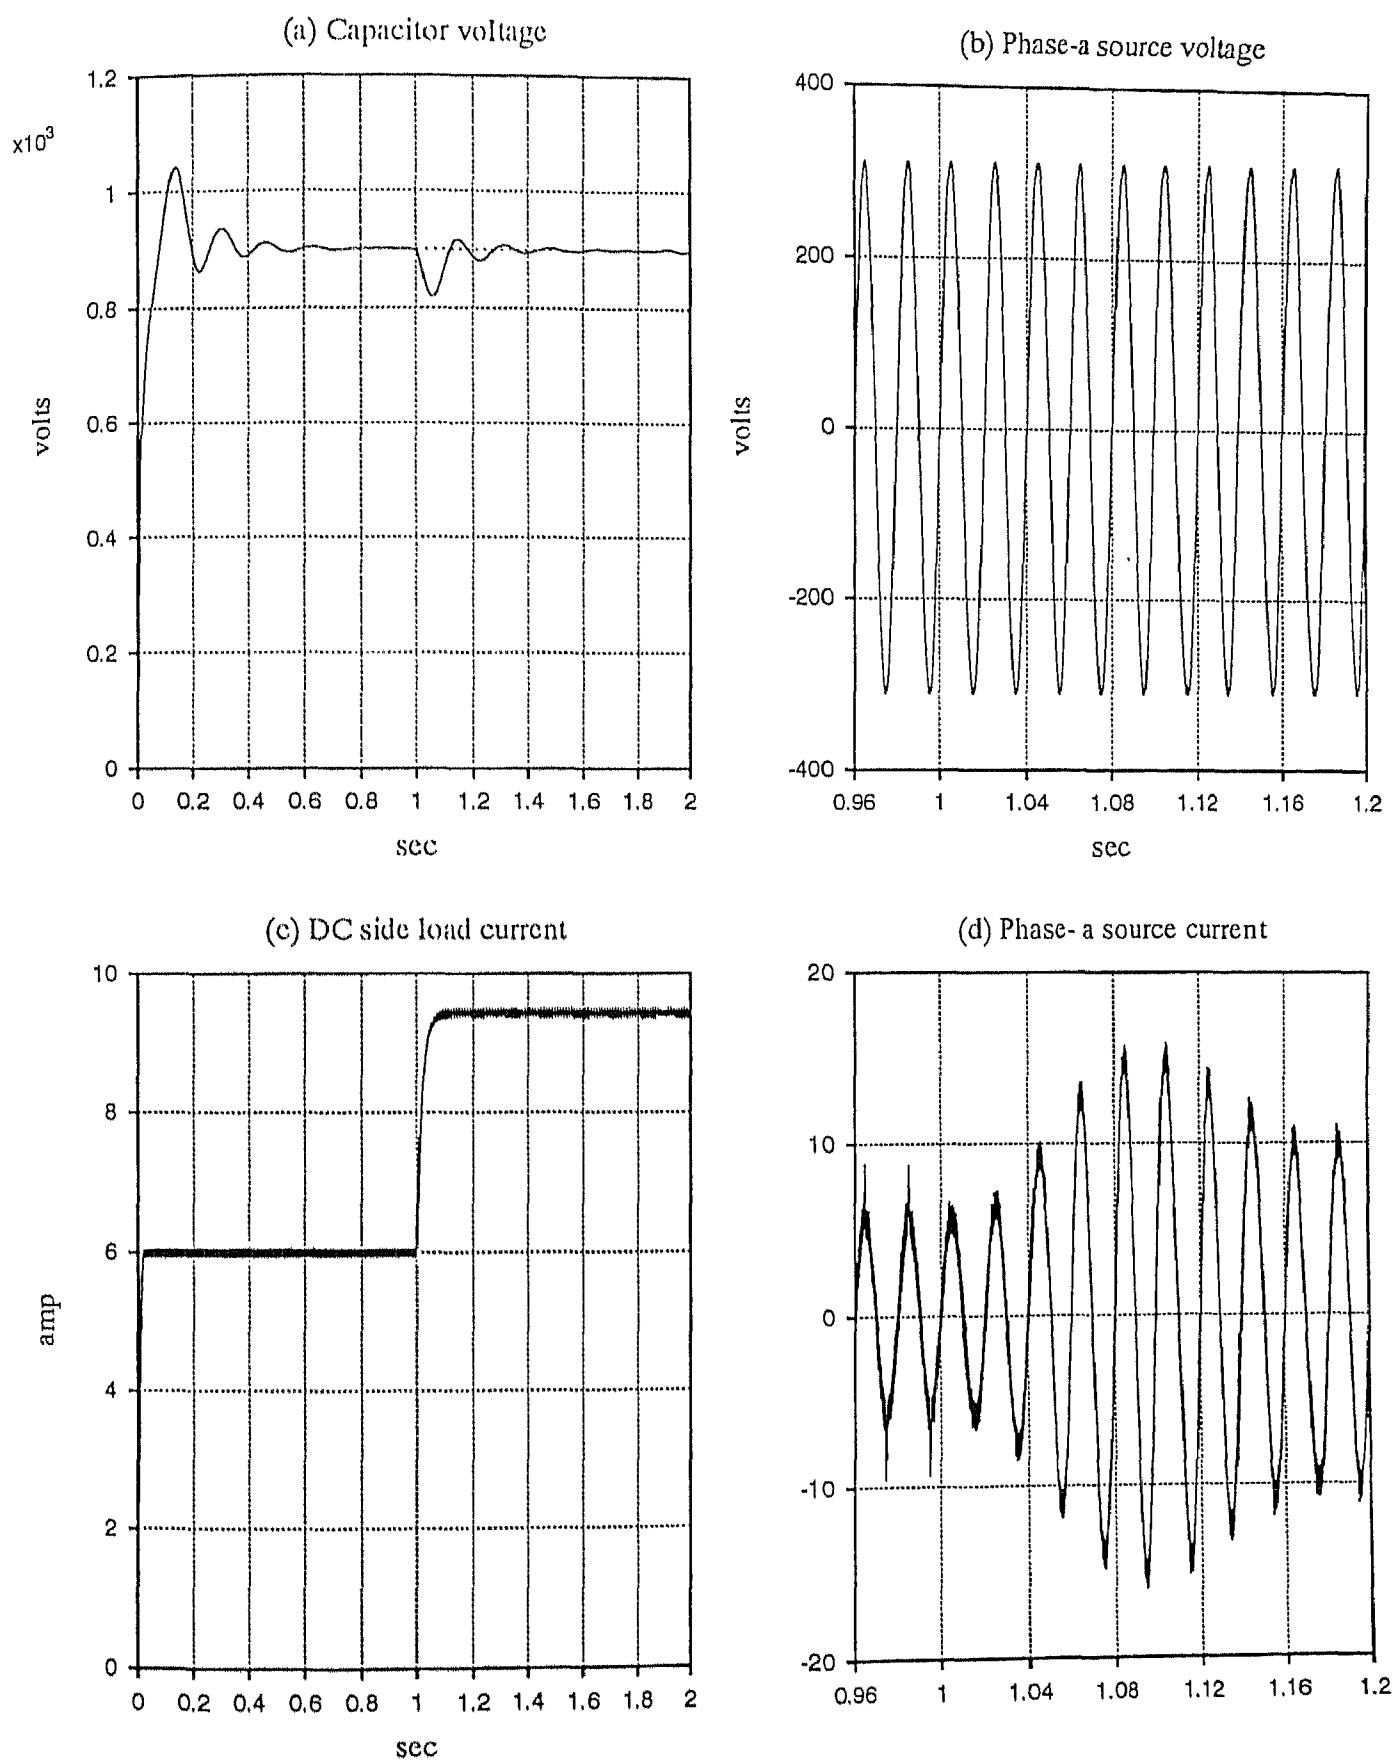 (a) Capacitor voltage
1.2
x10³
1
0.8
0.6
0.4
0.2
0
volts
0 0.2 0.4 0.6 0.8 1 1.2 1.4 1.6 1.8 2
sec
(b) Phase-a source voltage
400
200
0
-200
-400
volts
0.96 1 1.04 1.08 1.12 1.16 1.2
sec
(c) DC side load current
10
8
6
4
2
0
amp
0 0.2 0.4 0.6 0.8 1 1.2 1.4 1.6 1.8 2
sec
(d) Phase- a source current
20
10
0
-10
-20
0.96 1 1.04 1.08 1.12 1.16 1.2